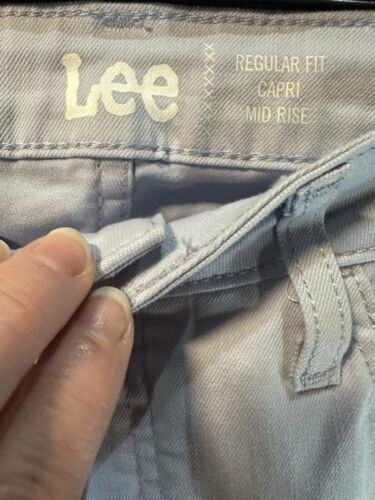 Lee
REGULAR FIT
CAPRI
MID RISE